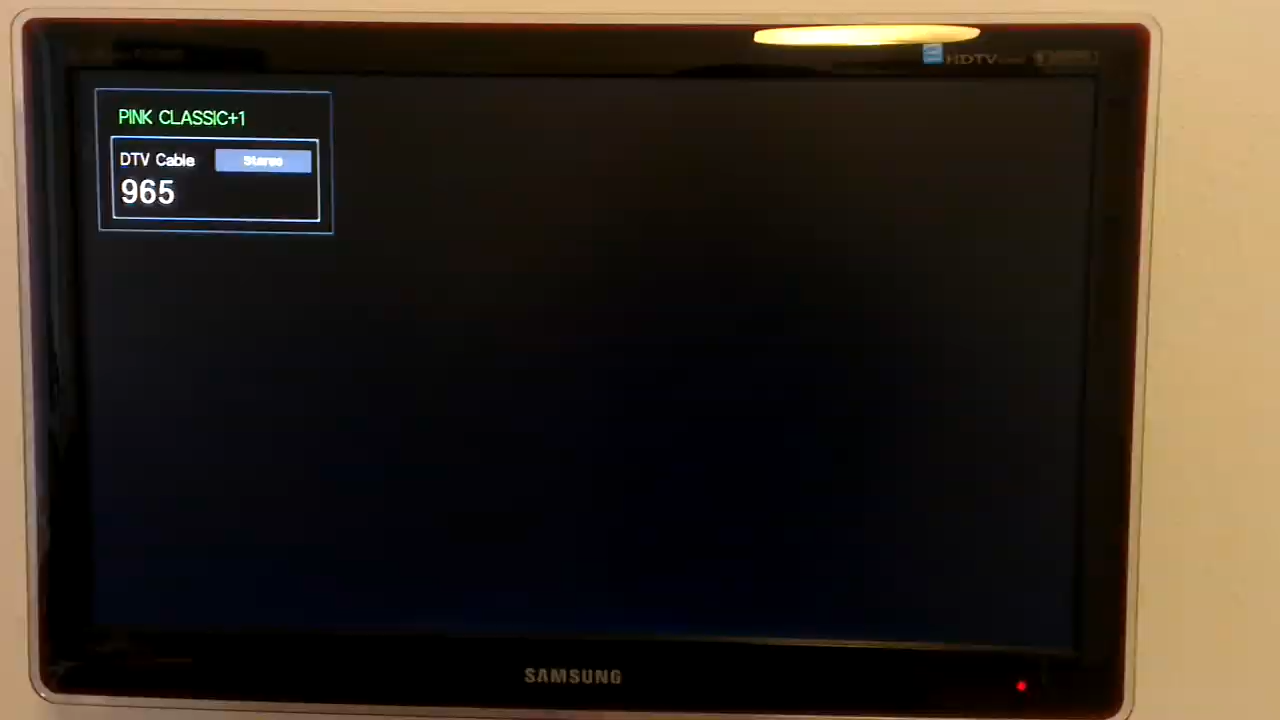 HDTV
PINK CLASSIC+1
DTV Cable
Stereo
965
SAMSUNG